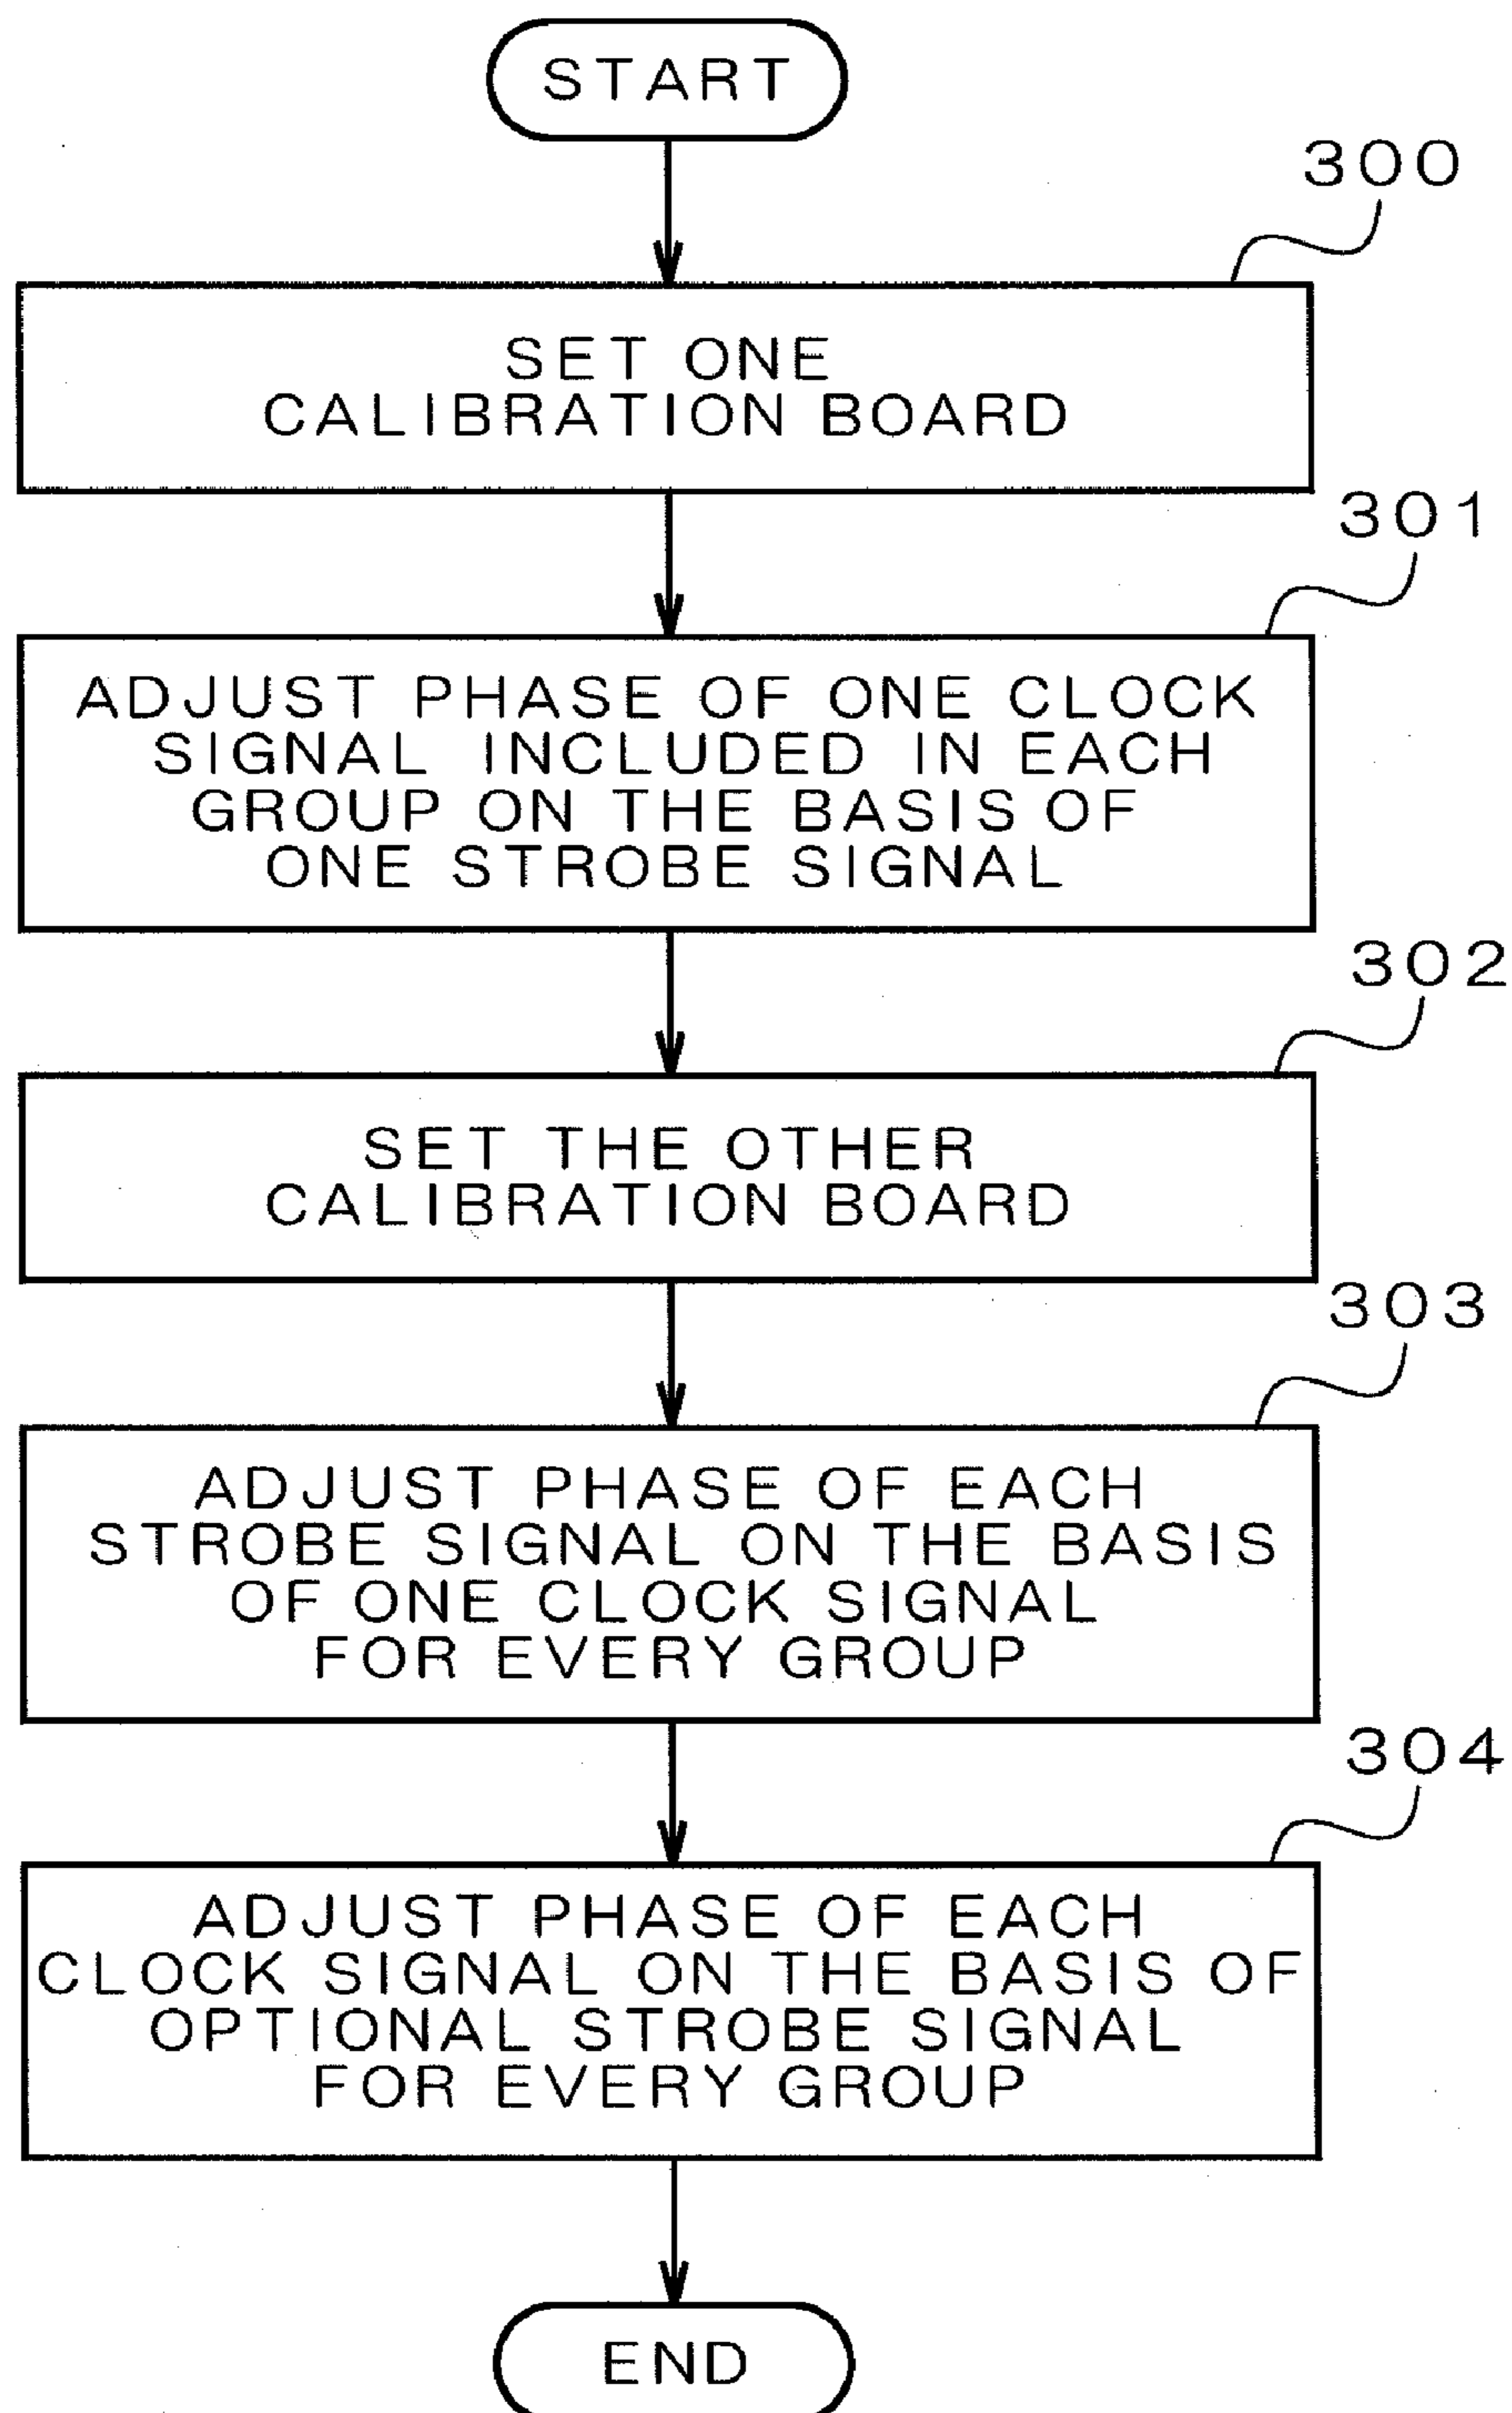 START
300
SET ONE
CALIBRATION BOARD
301
ADJUST PHASE OF ONE CLOCK
SIGNAL INCLUDED IN EACH
GROUP ON THE BASIS OF
ONE STROBE SIGNAL
302
SET THE OTHER
CALIBRATION BOARD
303
ADJUST PHASE OF EACH
STROBE SIGNAL ON THE BASIS
OF ONE CLOCK SIGNAL
FOR EVERY GROUP
304
ADJUST PHASE OF EACH
CLOCK SIGNAL ON THE BASIS OF
OPTIONAL STROBE SIGNAL
FOR EVERY GROUP
END